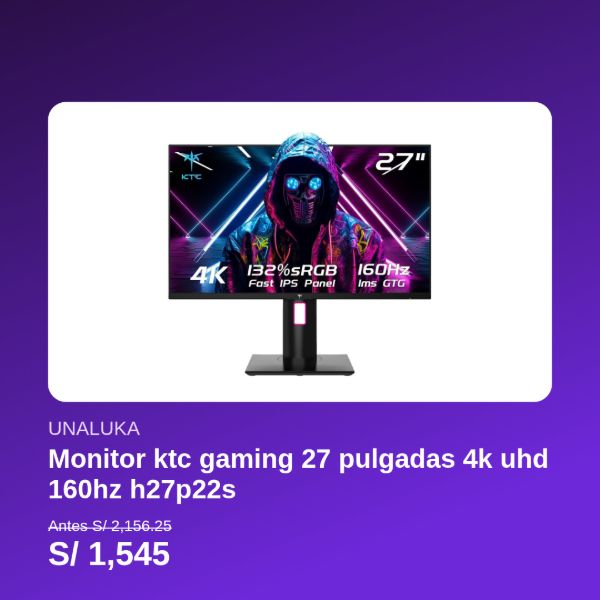 KTC
27"
4K
132%sRGB
160Hz
Fast IPS Panel
1ms GTG
UNALUKA
Monitor ktc gaming 27 pulgadas 4k uhd
160hz h27p22s
Antes S/ 2,156.25
S/ 1,545